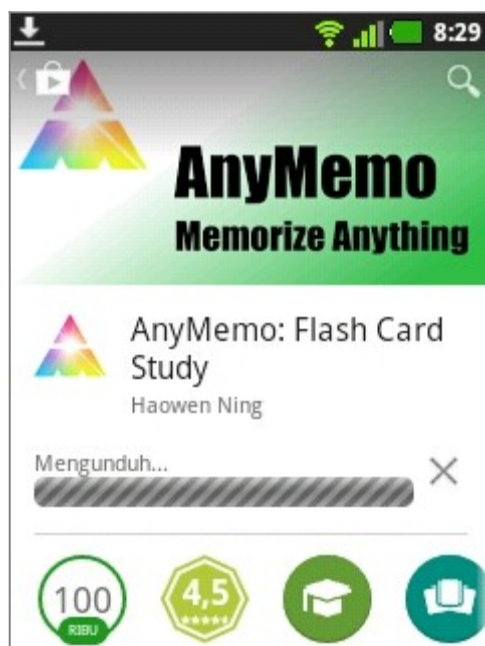 8:29
AnyMemo
Memorize Anything
AnyMemo: Flash Card
Study
Haowen Ning
Mengunduh...
100
RIBU
4,5